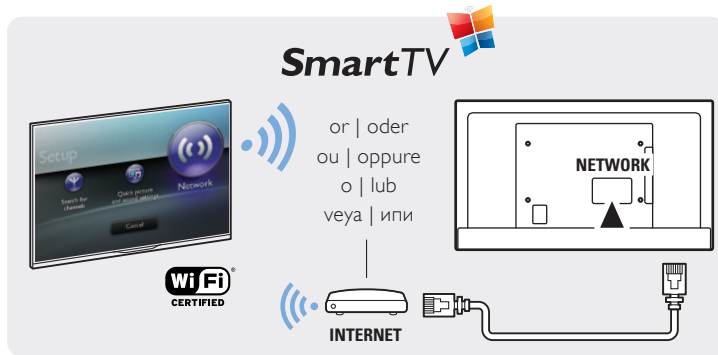 SmartTV
Setup
Search for
channels
Quick picture
and sound settings
Network
Cancel
or | oder
ou | oppure
o | lub
veya | ипи
NETWORK
Wi Fi®
CERTIFIED
INTERNET